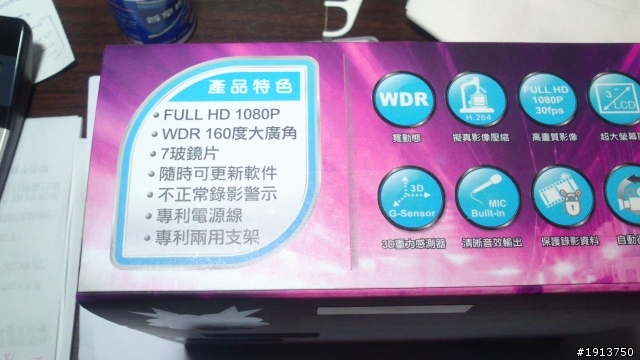 產品特色
• FULL HD 1080P
• WDR 160度大廣角
• 7玻鏡片
• 隨時可更新軟件
• 不正常錄影警示
• 專利電源線
• 專利兩用支架
WDR
寬動態
H.264
擬真影像壓縮
FULL HD
1080P
30fps
高畫質影像
3"
LCD
超大螢幕
3D
G-Sensor
3D重力感測器
MIC
Built-in
清晰音效輸出
保護錄影資料
自動
#1913750